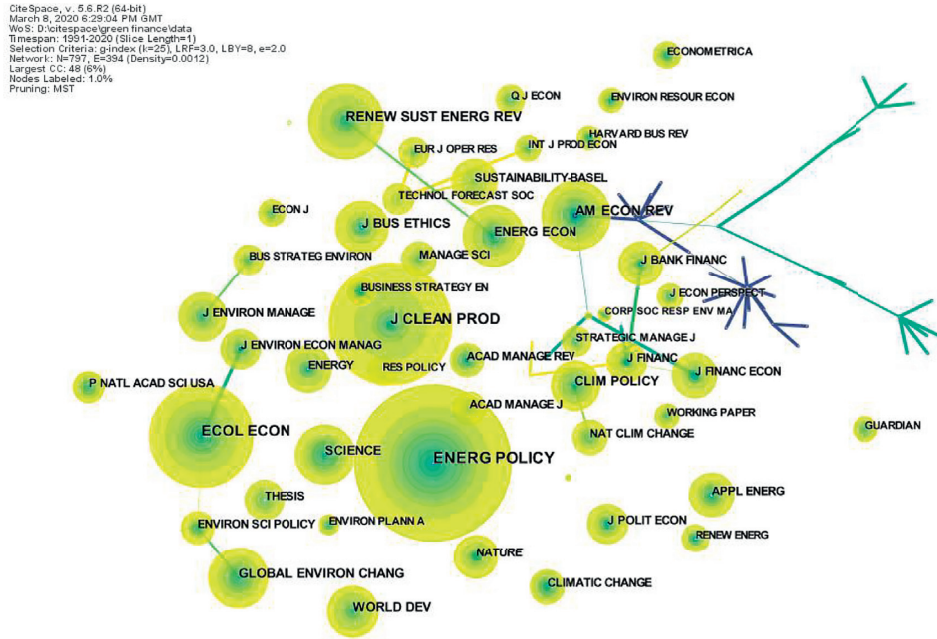 CiteSpace, v. 5.6.R2 (64-bit)
March 8, 2020 6:29:04 PM GMT
WoS: D:\citespace\green finance\data
Timespan: 1991-2020 (Slice Length=1)
Selection Criteria: g-index (k=25), LRF=3.0, LBY=8, e=2.0
Network: N=797, E=394 (Density=0.0012)
Largest CC: 48 (6%)
Nodes Labeled: 1.0%
Pruning: MST
ECONOMETRICA
Q J ECON
ENVIRON RESOUR ECON
RENEW SUST ENERG REV
HARVARD BUS REV
EUR J OPER RES
INT J PROD ECON
SUSTAINABILITY-BASEL
TECHNOL FORECAST SOC
ECON J
AM ECON REV
J BUS ETHICS
ENERG ECON
MANAGE SCI
BUS STRATEG ENVIRON
J BANK FINANC
BUSINESS STRATEGY EN
J ECON PERSPECT
CORP SOC RESP ENV MA
J ENVIRON MANAGE
J CLEAN PROD
STRATEGIC MANAGE J
J ENVIRON ECON MANAG
ENERGY
RES POLICY
ACAD MANAGE REV
J FINANC
J FINANC ECON
P NATL ACAD SCI USA
CLIM POLICY
ACAD MANAGE J
WORKING PAPER
GUARDIAN
ECOL ECON
NAT CLIM CHANGE
SCIENCE
ENERG POLICY
THESIS
APPL ENERG
ENVIRON SCI POLICY
ENVIRON PLANN A
J POLIT ECON
RENEW ENERG
NATURE
GLOBAL ENVIRON CHANG
CLIMATIC CHANGE
WORLD DEV